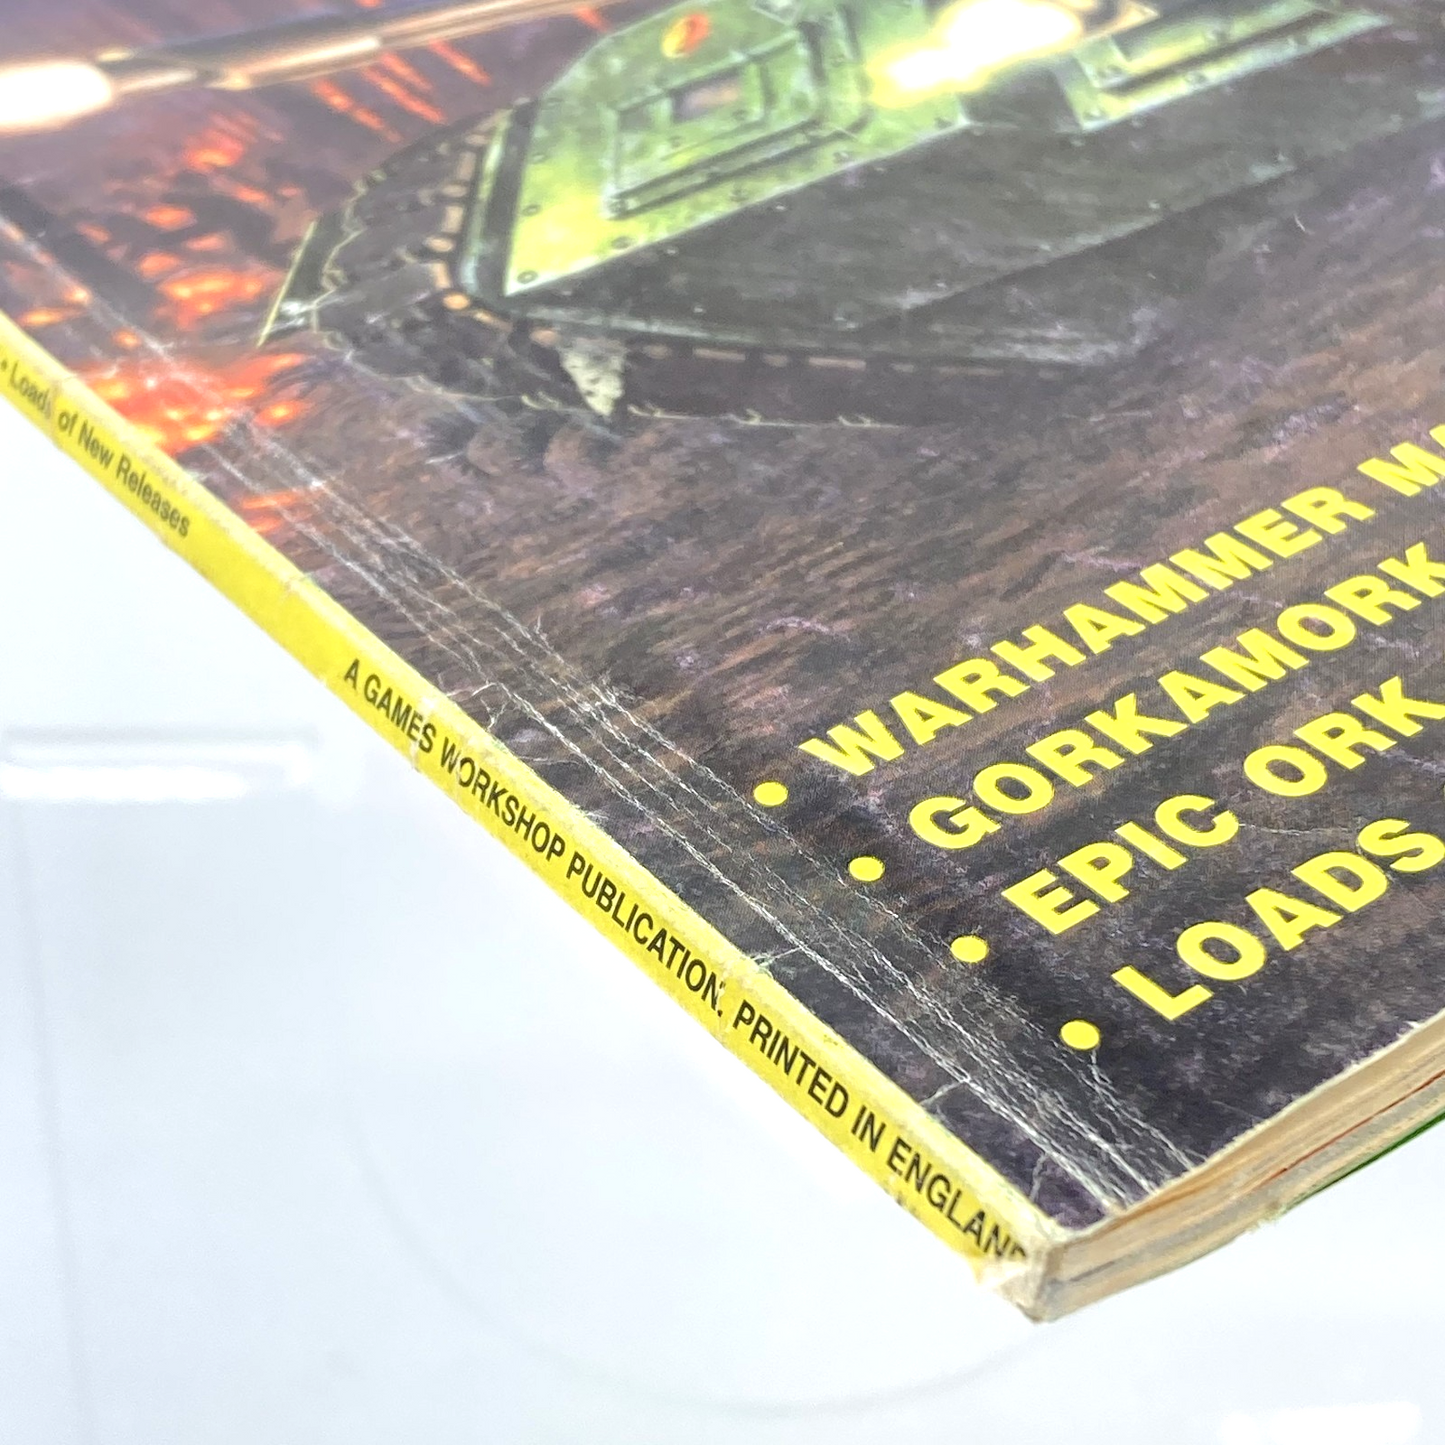 • Loads of New Releases
A GAMES WORKSHOP PUBLICATION. PRINTED IN ENGLAND
• WARHAMMER
• GORKAMORK
• EPIC ORK
• LOADS